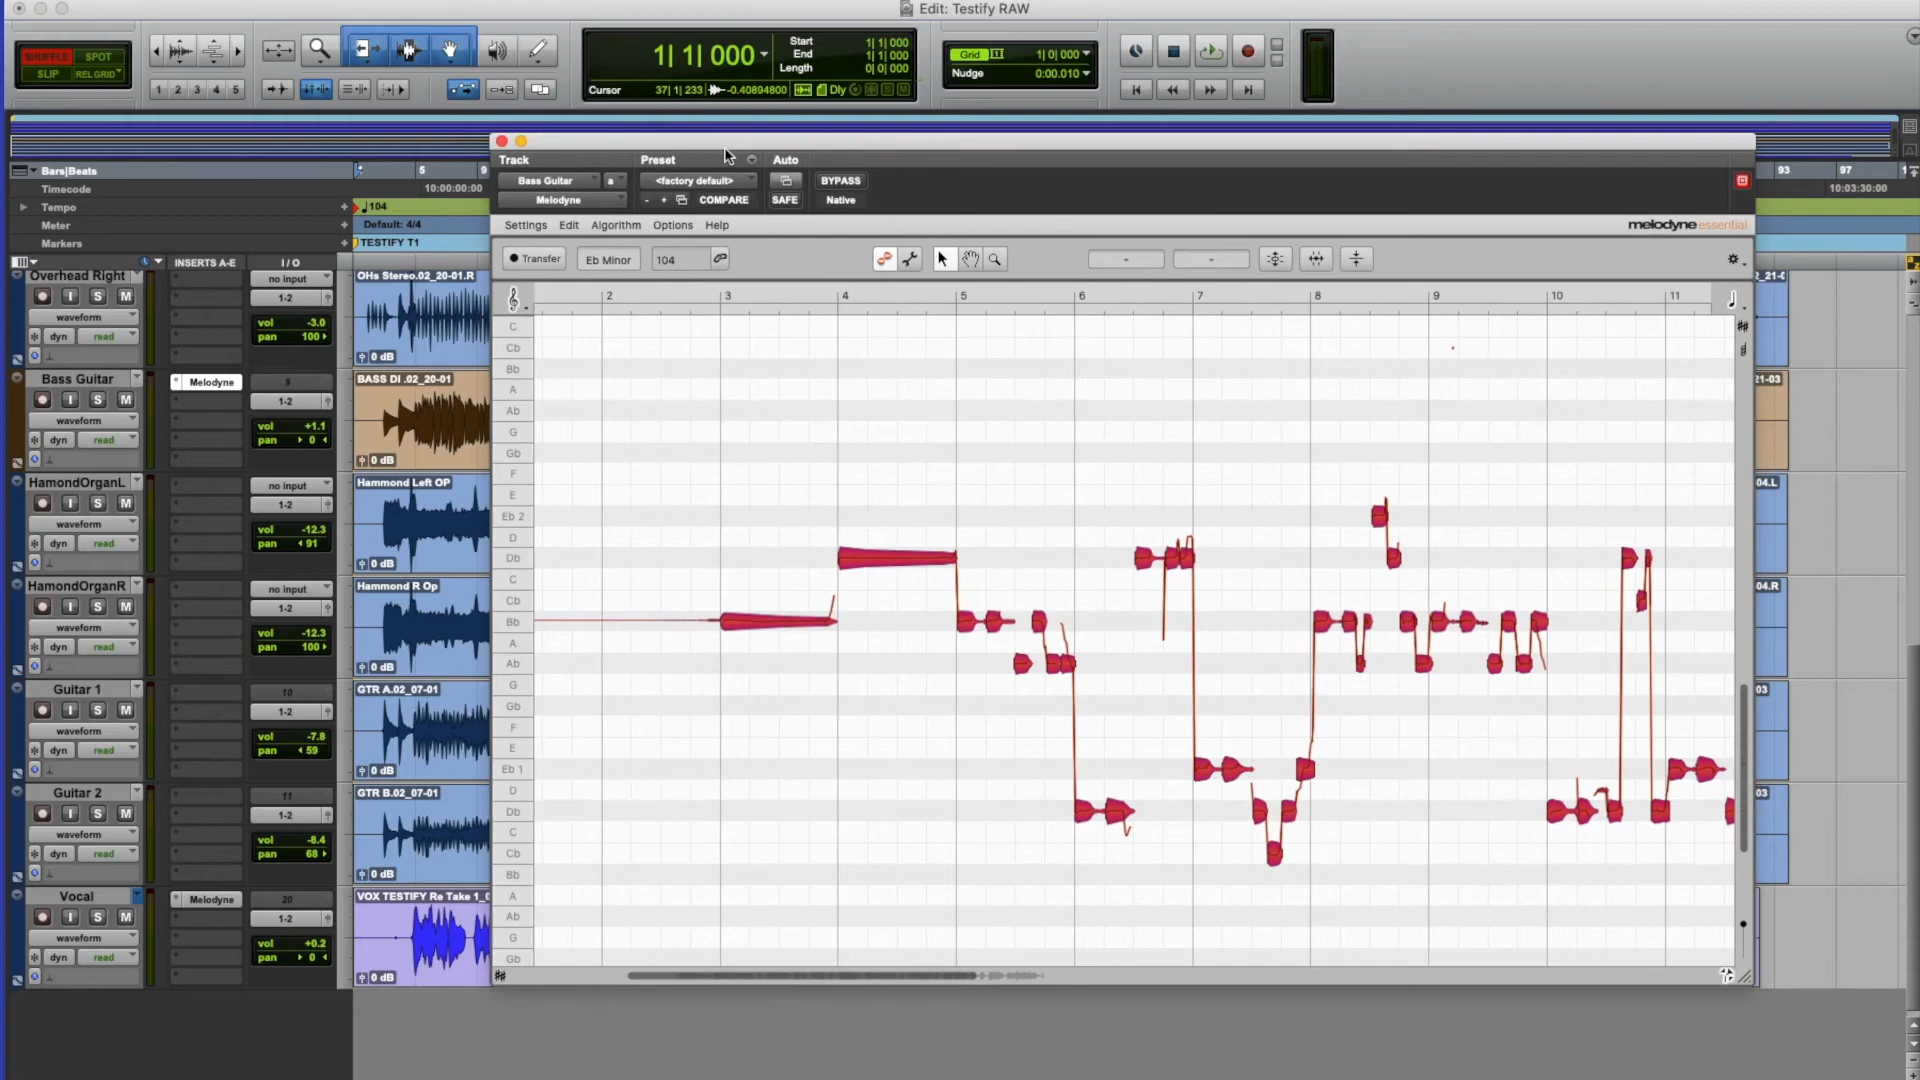 Edit: Testify RAW
SHUFFLE SPOT
SLIP REL GRID
1 2 3 4 5
1| 1| 000
Start 1| 1| 000
End 1| 1| 000
Length 0| 0| 000
Cursor 37| 1| 233 -0.40894800 Dly S M
Grid 1| 0| 000
Nudge 0:00.010
Bars|Beats 5 9 93 97
Timecode 10:00:00:00 10:03:30:00
Tempo 104
Meter Default: 4/4
Markers TESTIFY T1
INSERTS A-E I / O
Overhead Right no input OHs Stereo.02_20-01.R
I S M 1-2
waveform
vol -3.0
dyn read pan 100
0 dB
Bass Guitar Melodyne 9 BASS DI .02_20-01 21-03
I S M 1-2
waveform
vol +1.1
dyn read pan 0
0 dB
HamondOrganL no input Hammond Left OP 04.L
I S M 1-2
waveform
vol -12.3
dyn read pan 91
0 dB
HamondOrganR no input Hammond R Op 04.R
I S M 1-2
waveform
vol -12.3
dyn read pan 100
0 dB
Guitar 1 10 GTR A.02_07-01 03
I S M 1-2
waveform
vol -7.8
dyn read pan 59
0 dB
Guitar 2 11 GTR B.02_07-01 03
I S M 1-2
waveform
vol -8.4
dyn read pan 68
0 dB
Vocal Melodyne 20 VOX TESTIFY Re Take 1_
I S M 1-2
waveform
vol +0.2
dyn read pan 0
0 dB
Track Preset Auto
Bass Guitar a <factory default> BYPASS
Melodyne - + COMPARE SAFE Native
Settings Edit Algorithm Options Help melodyne essential
Transfer Eb Minor 104 - -
2 3 4 5 6 7 8 9 10 11
C
Cb
Bb
A
Ab
G
Gb
F
E
Eb 2
D
Db
C
Cb
Bb
A
Ab
G
Gb
F
E
Eb 1
D
Db
C
Cb
Bb
A
Ab
G
Gb